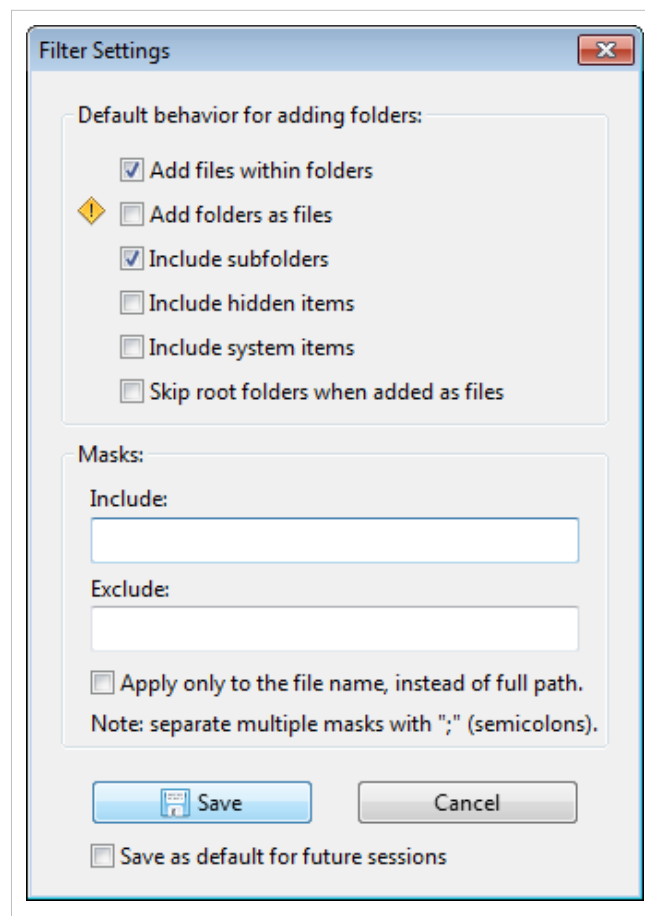 Filter Settings
Default behavior for adding folders:
Add files within folders
Add folders as files
Include subfolders
Include hidden items
Include system items
Skip root folders when added as files
Masks:
Include:
Exclude:
Apply only to the file name, instead of full path.
Note: separate multiple masks with ";" (semicolons).
Save
Cancel
Save as default for future sessions